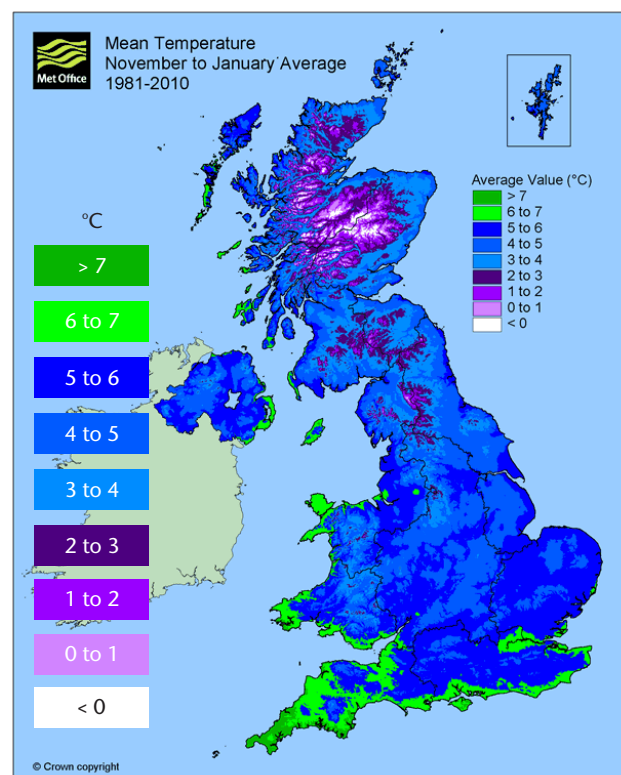 Met Office
Mean Temperature
November to January Average
1981-2010
Average Value (°C)
> 7
6 to 7
5 to 6
4 to 5
3 to 4
2 to 3
1 to 2
0 to 1
< 0
°C
> 7
6 to 7
5 to 6
4 to 5
3 to 4
2 to 3
1 to 2
0 to 1
< 0
© Crown copyright